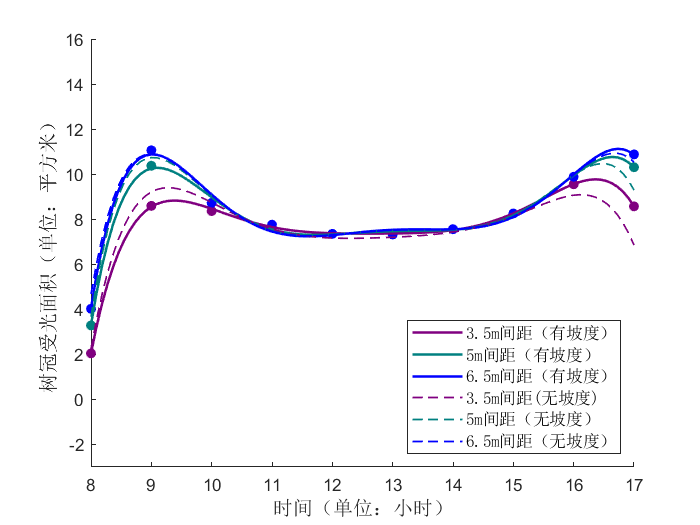 16
14
12
10
8
6
4
2
0
-2
树冠受光面积（单位：平方米）
3.5m间距（有坡度）
5m间距（有坡度）
6.5m间距（有坡度）
3.5m间距(无坡度)
5m间距（无坡度）
6.5m间距（无坡度）
8 9 10 11 12 13 14 15 16 17
时间（单位：小时）